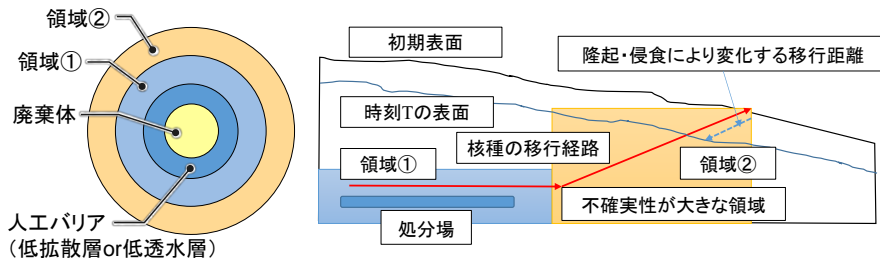 領域②
領域①
廃棄体
人工バリア
（低拡散層or低透水層）
初期表面
隆起・侵食により変化する移行距離
時刻Tの表面
核種の移行経路
領域①
領域②
処分場
不確実性が大きな領域